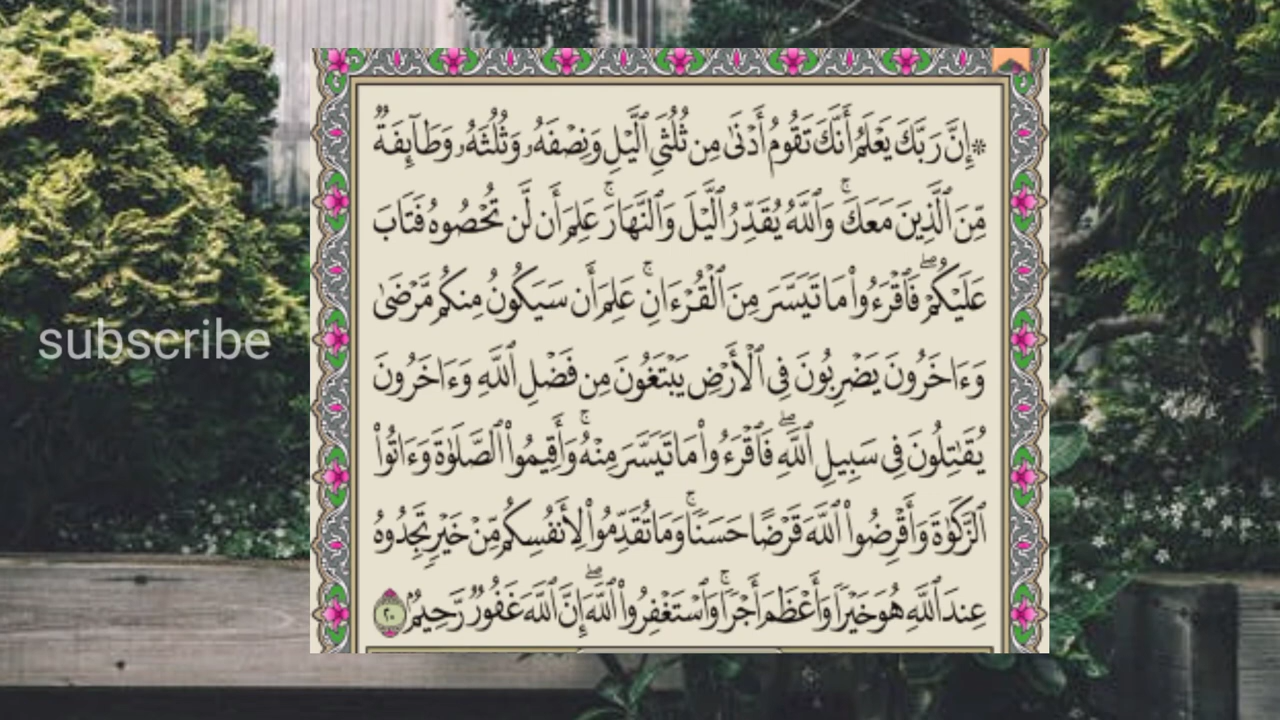 ۞ إِنَّ رَبَّكَ يَعْلَمُ أَنَّكَ تَقُومُ أَدْنَىٰ مِن ثُلُثَىِ ٱلَّيْلِ وَنِصْفَهُۥ وَثُلُثَهُۥ وَطَآئِفَةٌ
مِّنَ ٱلَّذِينَ مَعَكَ ۚ وَٱللَّهُ يُقَدِّرُ ٱلَّيْلَ وَٱلنَّهَارَ ۚ عَلِمَ أَن لَّن تُحْصُوهُ فَتَابَ
عَلَيْكُمْ ۖ فَٱقْرَءُوا۟ مَا تَيَسَّرَ مِنَ ٱلْقُرْءَانِ ۚ عَلِمَ أَن سَيَكُونُ مِنكُم مَّرْضَىٰ
وَءَاخَرُونَ يَضْرِبُونَ فِى ٱلْأَرْضِ يَبْتَغُونَ مِن فَضْلِ ٱللَّهِ وَءَاخَرُونَ
subscribe
يُقَـٰتِلُونَ فِى سَبِيلِ ٱللَّهِ ۖ فَٱقْرَءُوا۟ مَا تَيَسَّرَ مِنْهُ ۚ وَأَقِيمُوا۟ ٱلصَّلَوٰةَ وَءَاتُوا۟
ٱلزَّكَوٰةَ وَأَقْرِضُوا۟ ٱللَّهَ قَرْضًا حَسَنًا ۚ وَمَا تُقَدِّمُوا۟ لِأَنفُسِكُم مِّنْ خَيْرٍ تَجِدُوهُ
عِندَ ٱللَّهِ هُوَ خَيْرًا وَأَعْظَمَ أَجْرًا ۚ وَٱسْتَغْفِرُوا۟ ٱللَّهَ ۖ إِنَّ ٱللَّهَ غَفُورٌ رَّحِيمٌۢ ٢٠